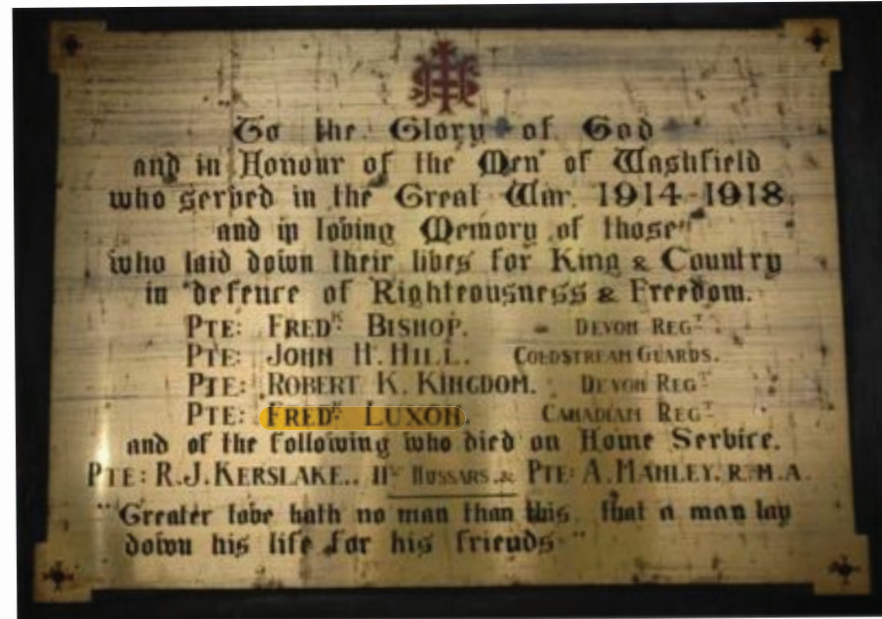 IHS
To the Glory of God
and in Honour of the Men of Washfield
who served in the Great War. 1914-1918
and in loving Memory of those
who laid down their lives for King & Country
in defence of Righteousness & Freedom.
PTE: FREDK BISHOP. - DEVON REGT.
PTE: JOHN H. HILL. COLDSTREAM GUARDS.
PTE: ROBERT K. KINGDOM. DEVON REGT
PTE: FREDK LUXON. CANADIAN REGT
and of the following who died on Home Service.
PTE: R.J. KERSLAKE., HUSSARS. & PTE: A. MANLEY. R.M.A.
"Greater love hath no man than this, that a man lay
down his life for his friends."